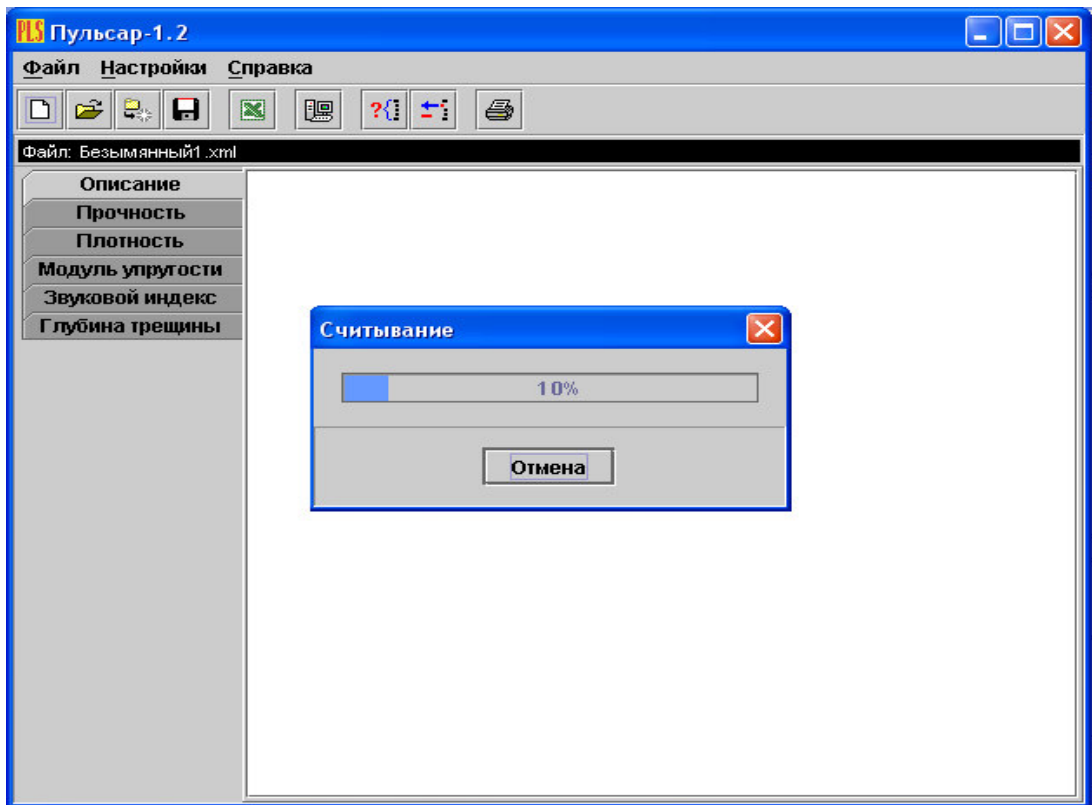 PLS Пульсар-1.2
Файл Настройки Справка
?{
Файл: Безымянный1.xml
Описание
Прочность
Плотность
Модуль упругости
Звуковой индекс
Глубина трещины
Считывание
10%
Отмена